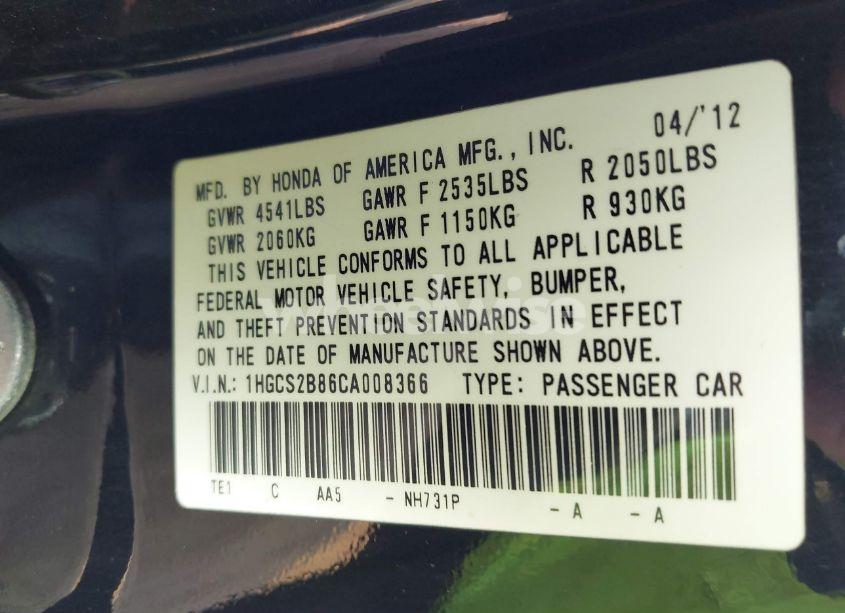 04/'12
MFD. BY HONDA OF AMERICA MFG., INC.
GVWR 4541LBS GAWR F 2535LBS R 2050LBS
GVWR 2060KG GAWR F 1150KG R 930KG
THIS VEHICLE CONFORMS TO ALL APPLICABLE
FEDERAL MOTOR VEHICLE SAFETY, BUMPER,
AND THEFT PREVENTION STANDARDS IN EFFECT
ON THE DATE OF MANUFACTURE SHOWN ABOVE.
V.I.N.: 1HGCS2B86CA008366 TYPE: PASSENGER CAR
TE1 C AA5 - NH731P - A - A
wheelwise